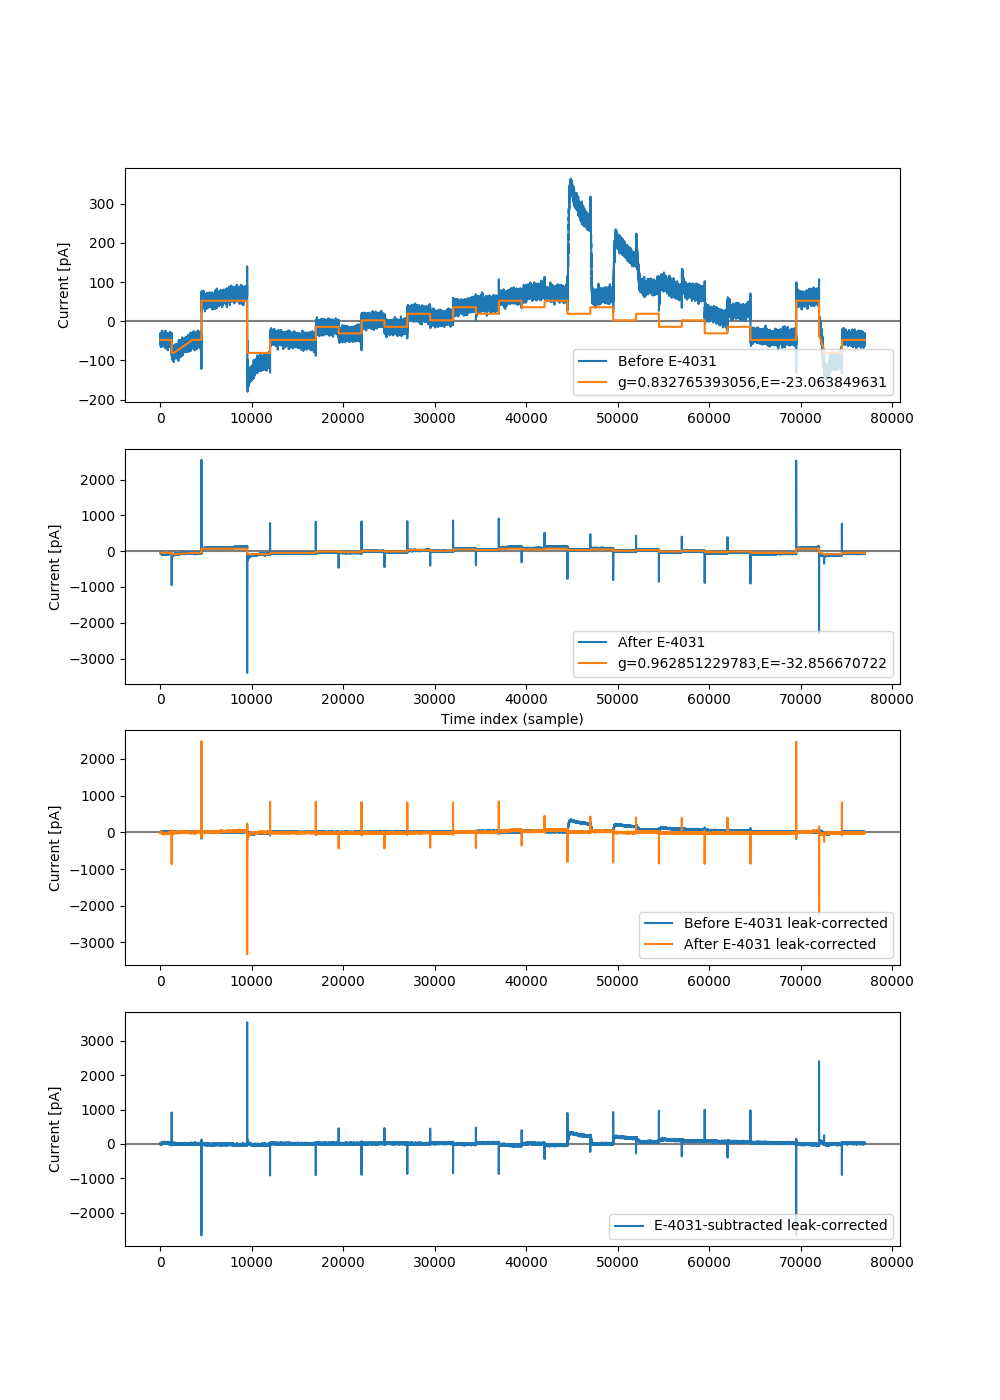 300
200
100
0
−100
−200
Current [pA]
Before E-4031
g=0.832765393056,E=-23.063849631
0 10000 20000 30000 40000 50000 60000 70000 80000
2000
1000
0
−1000
−2000
−3000
Current [pA]
After E-4031
g=0.962851229783,E=-32.856670722
0 10000 20000 30000 40000 50000 60000 70000 80000
Time index (sample)
2000
1000
0
−1000
−2000
−3000
Current [pA]
Before E-4031 leak-corrected
After E-4031 leak-corrected
0 10000 20000 30000 40000 50000 60000 70000 80000
3000
2000
1000
0
−1000
−2000
Current [pA]
E-4031-subtracted leak-corrected
0 10000 20000 30000 40000 50000 60000 70000 80000